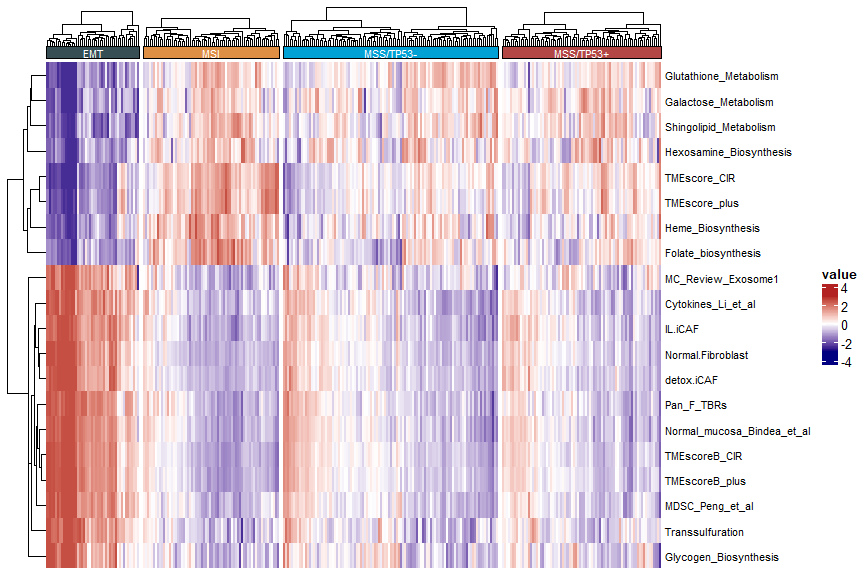 EMT
MSI
MSS/TP53-
MSS/TP53+
Glutathione_Metabolism
Galactose_Metabolism
Shingolipid_Metabolism
Hexosamine_Biosynthesis
TMEscore_CIR
TMEscore_plus
Heme_Biosynthesis
Folate_biosynthesis
MC_Review_Exosome1
Cytokines_Li_et_al
IL.iCAF
Normal.Fibroblast
detox.iCAF
Pan_F_TBRs
Normal_mucosa_Bindea_et_al
TMEscoreB_CIR
TMEscoreB_plus
MDSC_Peng_et_al
Transsulfuration
Glycogen_Biosynthesis
value
4
2
0
-2
-4